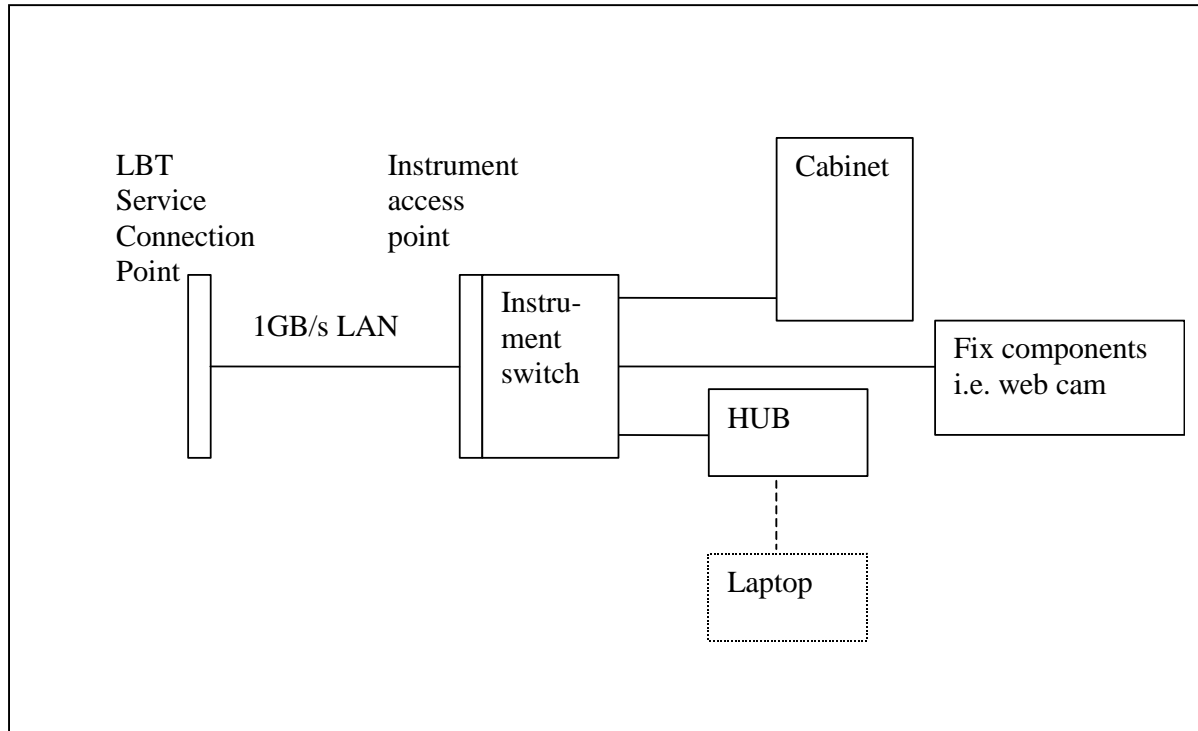 LBT
Service
Connection
Point
Instrument
access
point
Cabinet
1GB/s LAN
Instru-
ment
switch
Fix components
i.e. web cam
HUB
Laptop